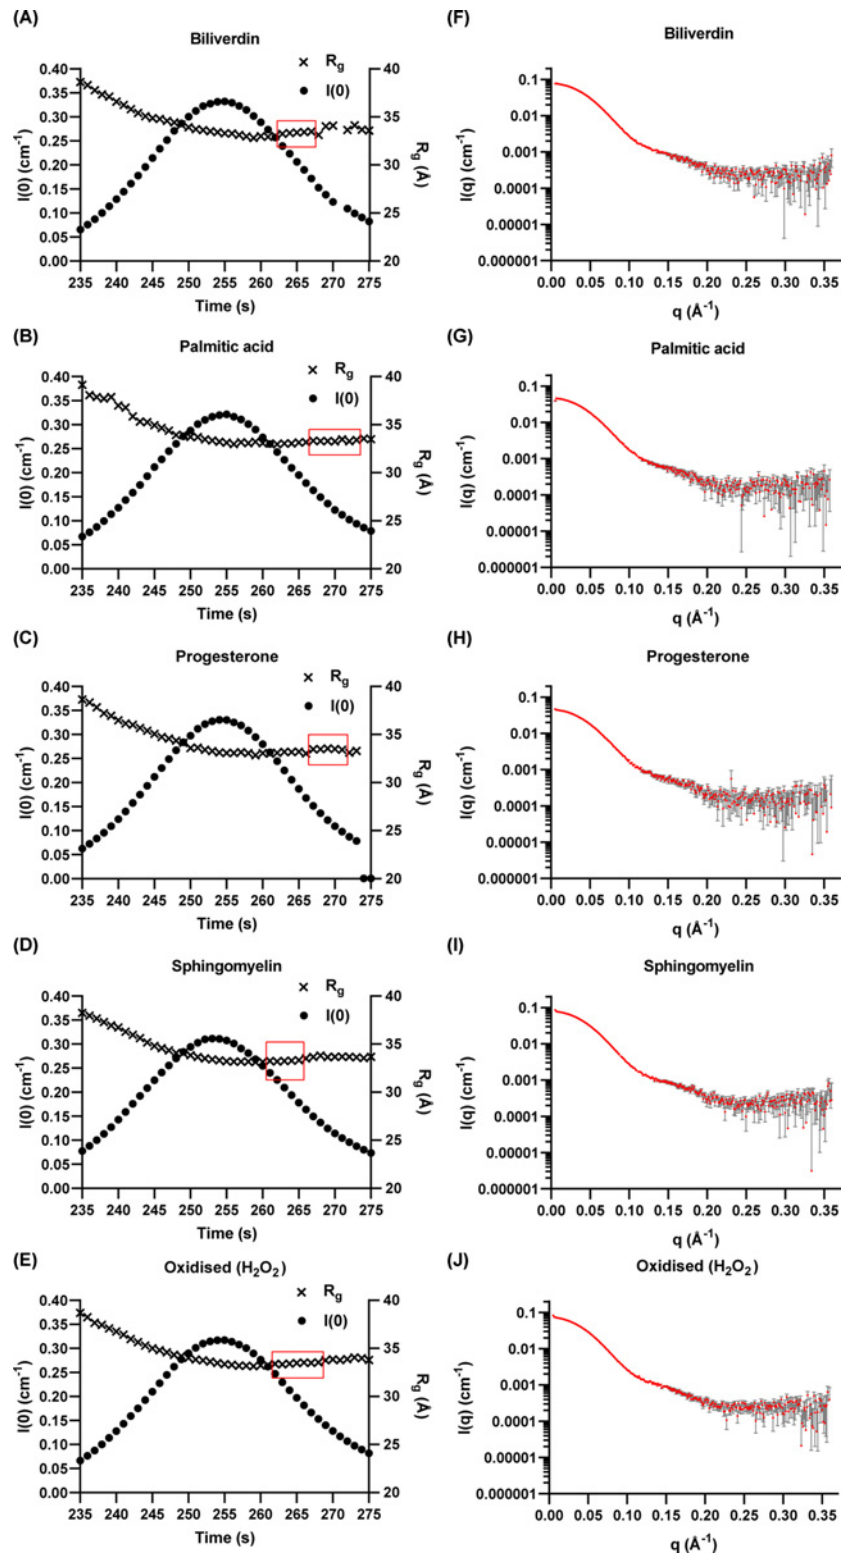 (A)
Biliverdin
× Rg
● I(0)
I(0) (cm⁻¹)
0.40
0.35
0.30
0.25
0.20
0.15
0.10
0.05
0.00
40
35
30
25
20
Rg (Å)
235 240 245 250 255 260 265 270 275
Time (s)
(F)
Biliverdin
I(q) (cm⁻¹)
0.1
0.01
0.001
0.0001
0.00001
0.000001
0.00 0.05 0.10 0.15 0.20 0.25 0.30 0.35
q (Å⁻¹)
(B)
Palmitic acid
× Rg
● I(0)
I(0) (cm⁻¹)
0.40
0.35
0.30
0.25
0.20
0.15
0.10
0.05
0.00
40
35
30
25
20
Rg (Å)
235 240 245 250 255 260 265 270 275
Time (s)
(G)
Palmitic acid
I(q) (cm⁻¹)
0.1
0.01
0.001
0.0001
0.00001
0.000001
0.00 0.05 0.10 0.15 0.20 0.25 0.30 0.35
q (Å⁻¹)
(C)
Progesterone
× Rg
● I(0)
I(0) (cm⁻¹)
0.40
0.35
0.30
0.25
0.20
0.15
0.10
0.05
0.00
40
35
30
25
20
Rg (Å)
235 240 245 250 255 260 265 270 275
Time (s)
(H)
Progesterone
I(q) (cm⁻¹)
0.1
0.01
0.001
0.0001
0.00001
0.000001
0.00 0.05 0.10 0.15 0.20 0.25 0.30 0.35
q (Å⁻¹)
(D)
Sphingomyelin
× Rg
● I(0)
I(0) (cm⁻¹)
0.40
0.35
0.30
0.25
0.20
0.15
0.10
0.05
0.00
40
35
30
25
20
Rg (Å)
235 240 245 250 255 260 265 270 275
Time (s)
(I)
Sphingomyelin
I(q) (cm⁻¹)
0.1
0.01
0.001
0.0001
0.00001
0.000001
0.00 0.05 0.10 0.15 0.20 0.25 0.30 0.35
q (Å⁻¹)
(E)
Oxidised (H₂O₂)
× Rg
● I(0)
I(0) (cm⁻¹)
0.40
0.35
0.30
0.25
0.20
0.15
0.10
0.05
0.00
40
35
30
25
20
Rg (Å)
235 240 245 250 255 260 265 270 275
Time (s)
(J)
Oxidised (H₂O₂)
I(q) (cm⁻¹)
0.1
0.01
0.001
0.0001
0.00001
0.000001
0.00 0.05 0.10 0.15 0.20 0.25 0.30 0.35
q (Å⁻¹)